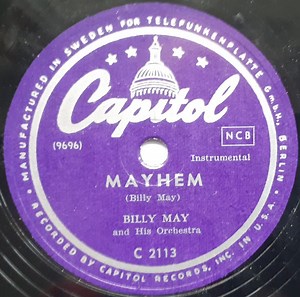 MANUFACTURED IN SWEDEN FOR TELEFUNKENPLATTE G.m.b.H. BERLIN
Capitol
(9696)
NCB
Instrumental
MAYHEM
(Billy May)
BILLY MAY
and His Orchestra
C 2113
RECORDED BY CAPITOL RECORDS, INC. IN U.S.A.